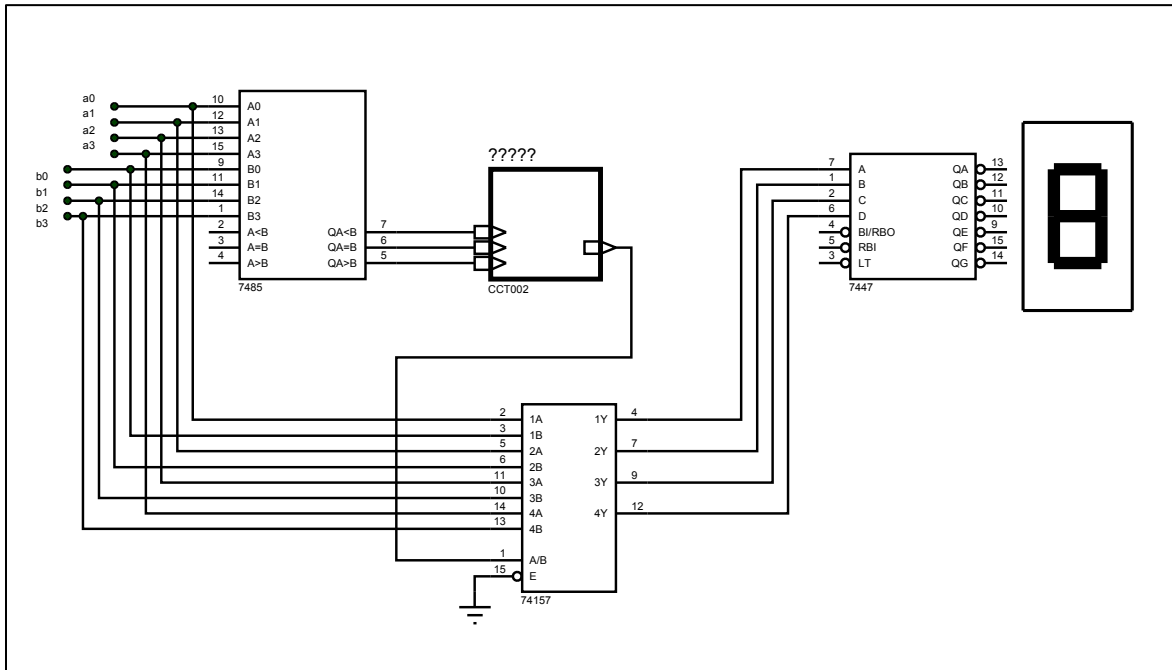 a0
a1
a2
a3
b0
b1
b2
b3
10 A0
12 A1
13 A2
15 A3
9 B0
11 B1
14 B2
1 B3
2 A<B QA<B 7
3 A=B QA=B 6
4 A>B QA>B 5
7485
?????
CCT002
7 A QA 13
1 B QB 12
2 C QC 11
6 D QD 10
4 BI/RBO QE 9
5 RBI QF 15
3 LT QG 14
7447
2 1A 1Y 4
3 1B
5 2A 2Y 7
6 2B
11 3A 3Y 9
10 3B
14 4A 4Y 12
13 4B
1 A/B
15 E
74157